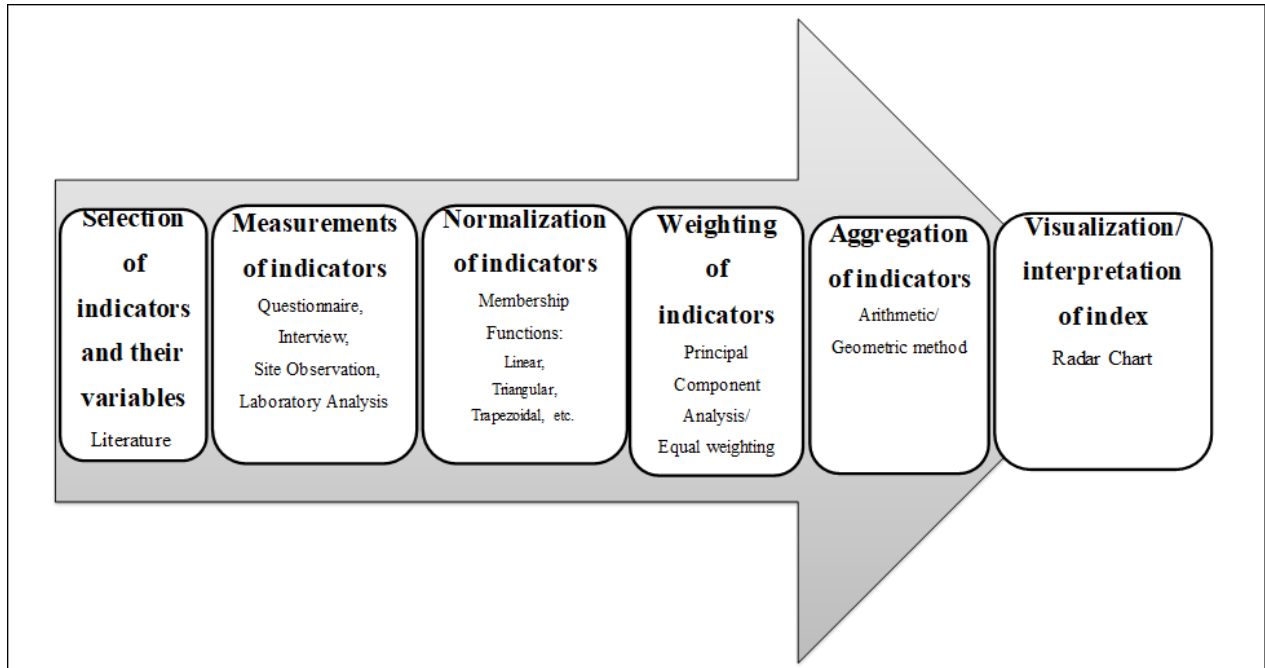 Selection
of
indicators
and their
variables
Literature
Measurements
of indicators
Questionnaire,
Interview,
Site Observation,
Laboratory Analysis
Normalization
of indicators
Membership
Functions:
Linear,
Triangular,
Trapezoidal, etc.
Weighting
of
indicators
Principal
Component
Analysis/
Equal weighting
Aggregation
of indicators
Arithmetic/
Geometric method
Visualization/
interpretation
of index
Radar Chart